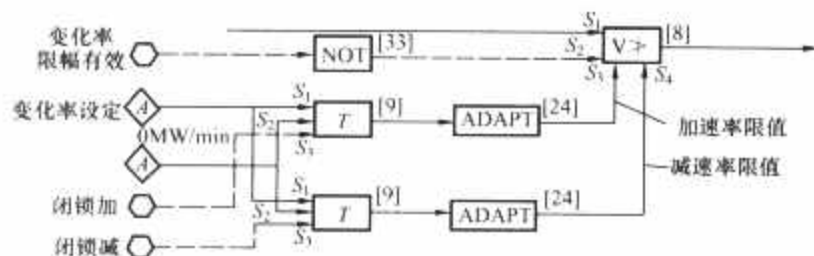 S₁
变化率 NOT [33] S₂ V≯ [8]
限幅有效 S₃ S₄
变化率设定 A S₁ T [9] ADAPT [24] 加速率限值
0MW/min S₂ S₃
A 减速率限值
闭锁加 S₁ T [9] ADAPT [24]
闭锁减 S₂ S₃